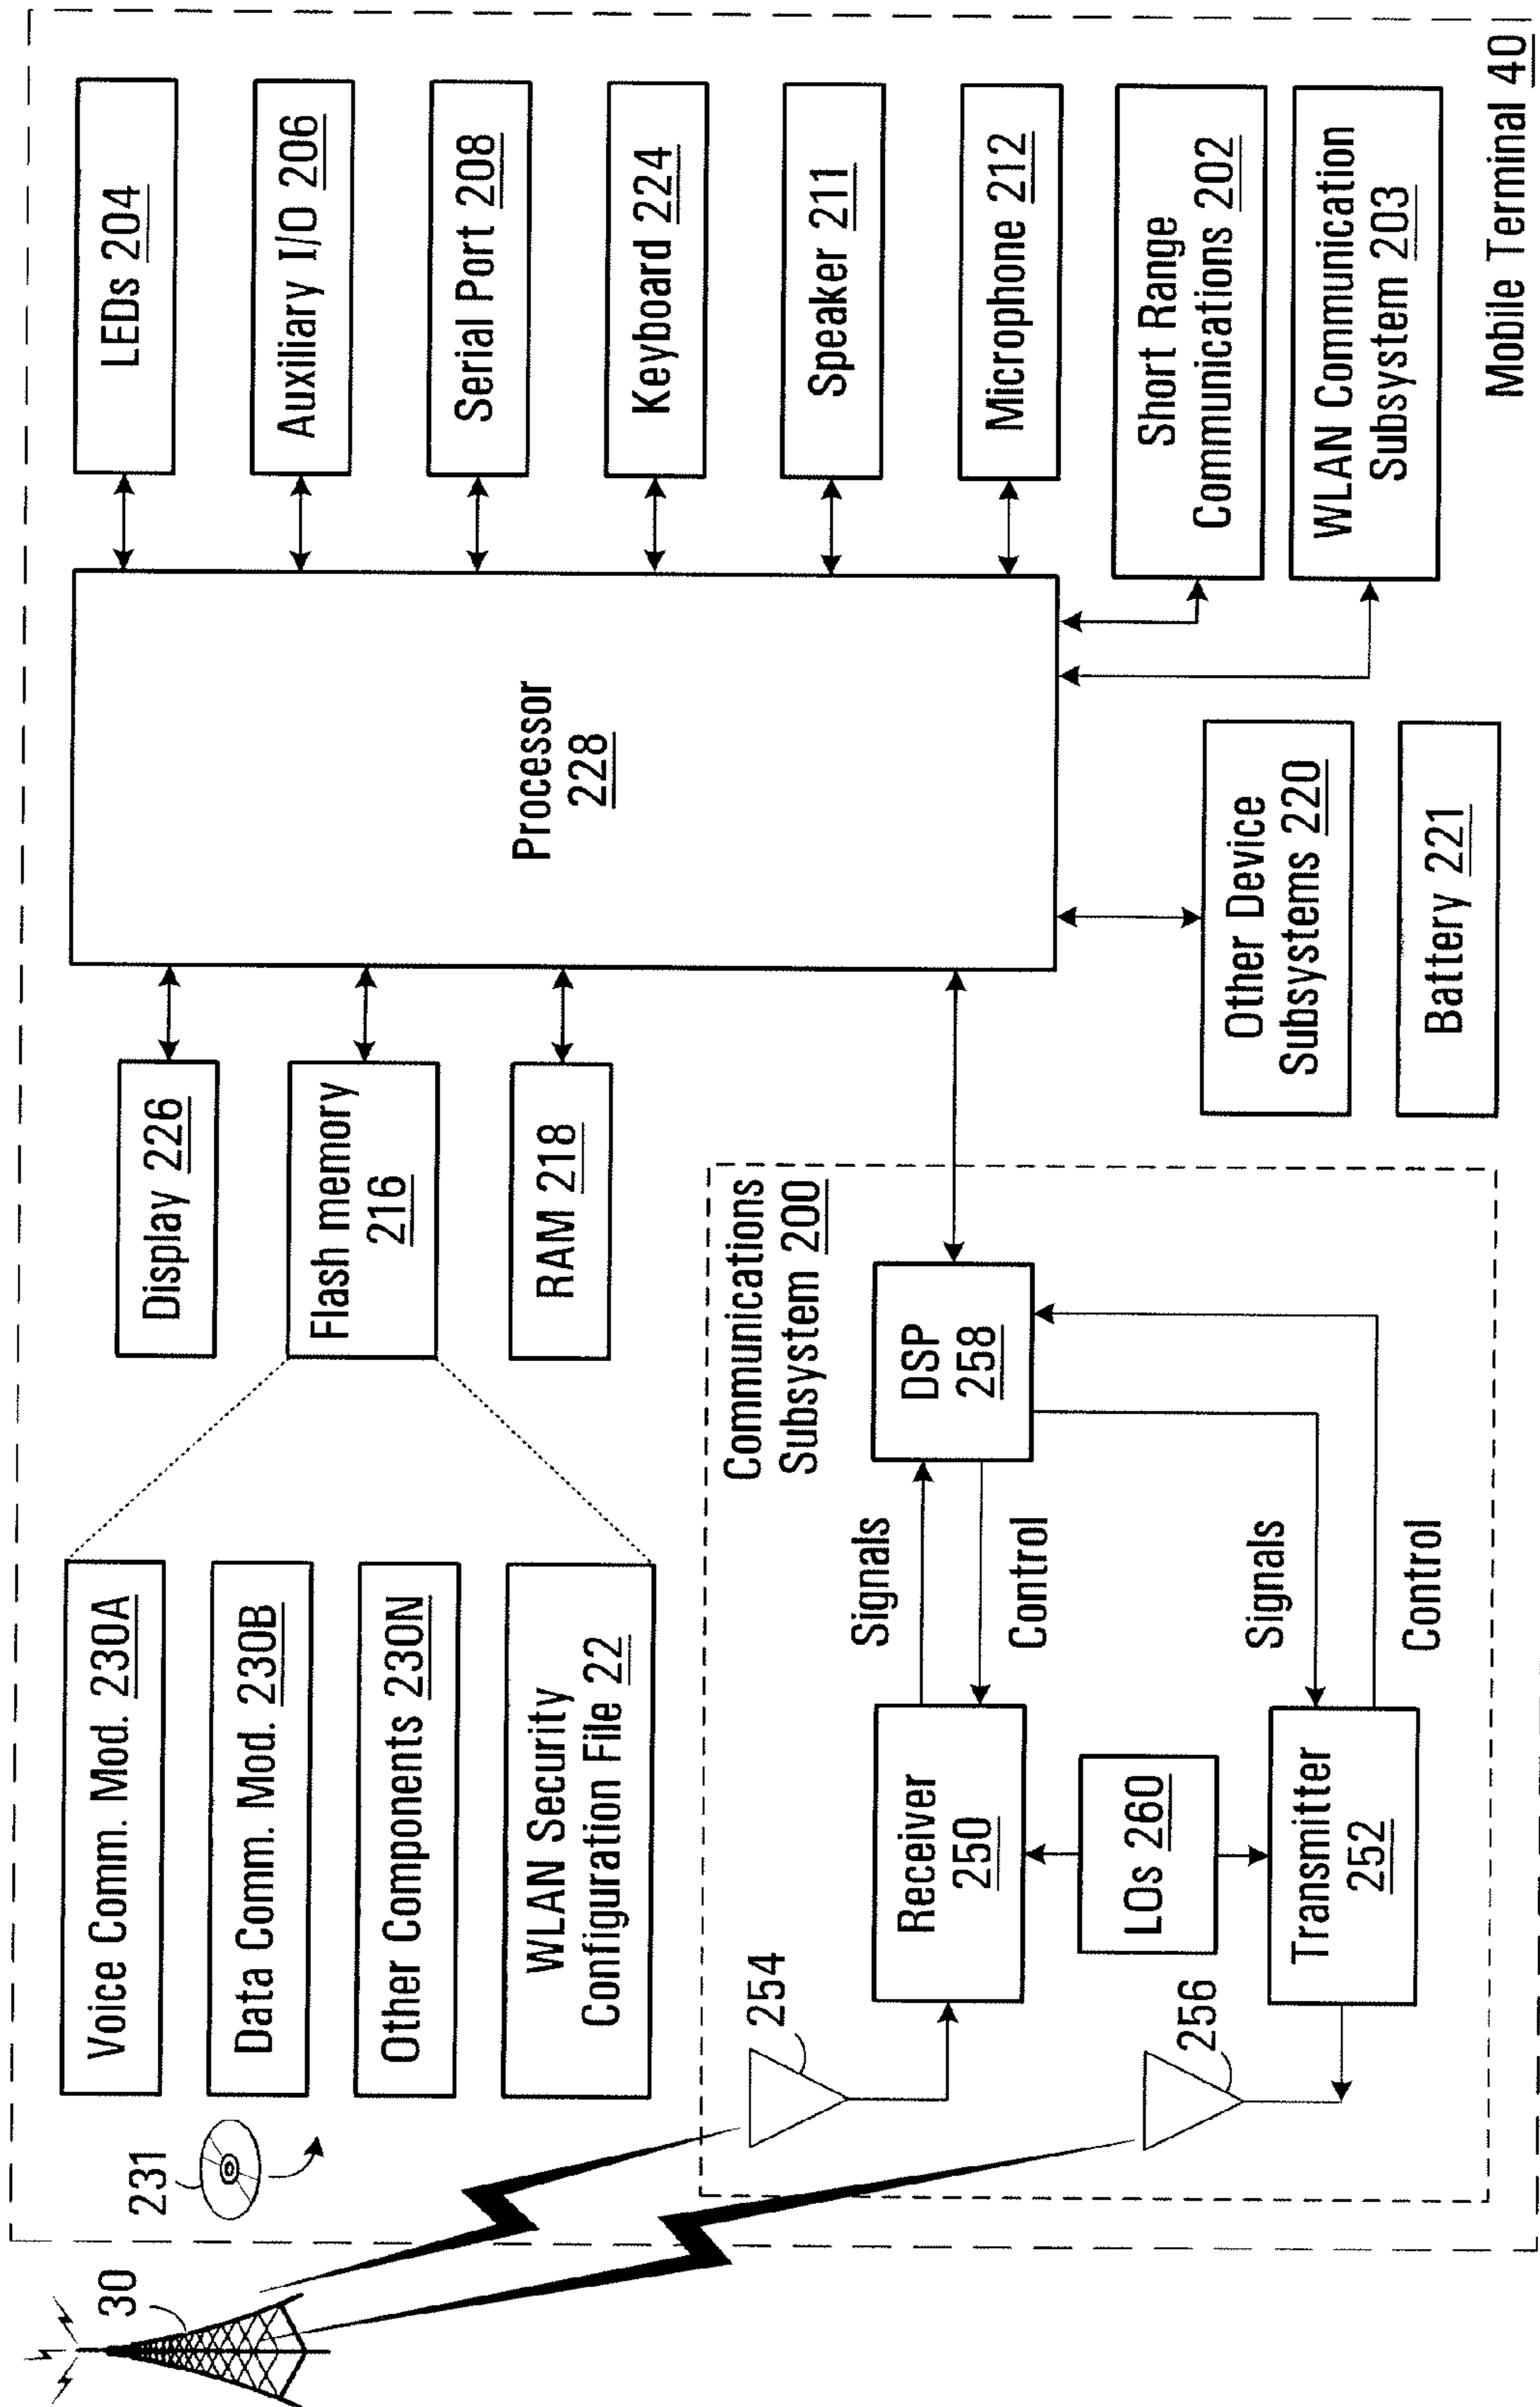 30
231
Voice Comm. Mod. 230A
Data Comm. Mod. 230B
Other Components 230N
WLAN Security
Configuration File 22
Display 226
Flash memory
216
RAM 218
Processor
228
LEDs 204
Auxiliary I/O 206
Serial Port 208
Keyboard 224
Speaker 211
Microphone 212
Short Range
Communications 202
WLAN Communication
Subsystem 203
Other Device
Subsystems 220
Battery 221
Communications
Subsystem 200
254
256
Receiver
250
Signals
Control
DSP
258
LOs 260
Transmitter
252
Signals
Control
Mobile Terminal 40